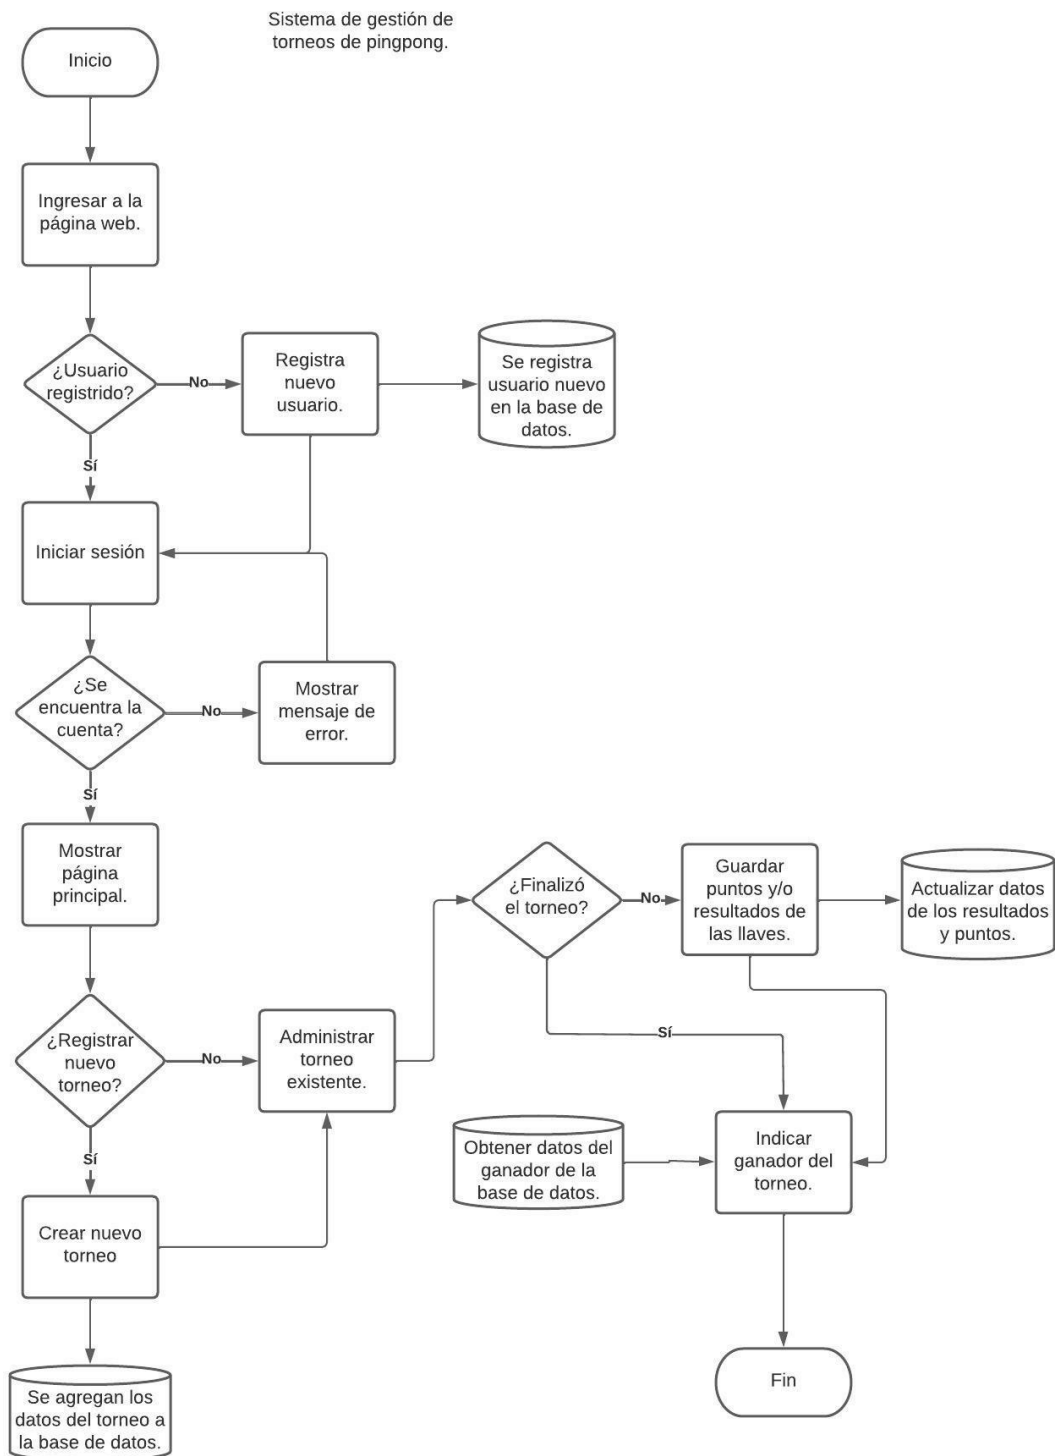 Sistema de gestión de
torneos de pingpong.
Inicio
Ingresar a la
página web.
¿Usuario
registrido?
No
Registra
nuevo
usuario.
Se registra
usuario nuevo
en la base de
datos.
Sí
Iniciar sesión
¿Se
encuentra la
cuenta?
No
Mostrar
mensaje de
error.
Sí
Mostrar
página
principal.
¿Registrar
nuevo
torneo?
No
Administrar
torneo
existente.
Sí
Crear nuevo
torneo
Se agregan los
datos del torneo a
la base de datos.
¿Finalizó
el torneo?
No
Guardar
puntos y/o
resultados de
las llaves.
Actualizar datos
de los resultados
y puntos.
Sí
Obtener datos del
ganador de la
base de datos.
Indicar
ganador del
torneo.
Fin